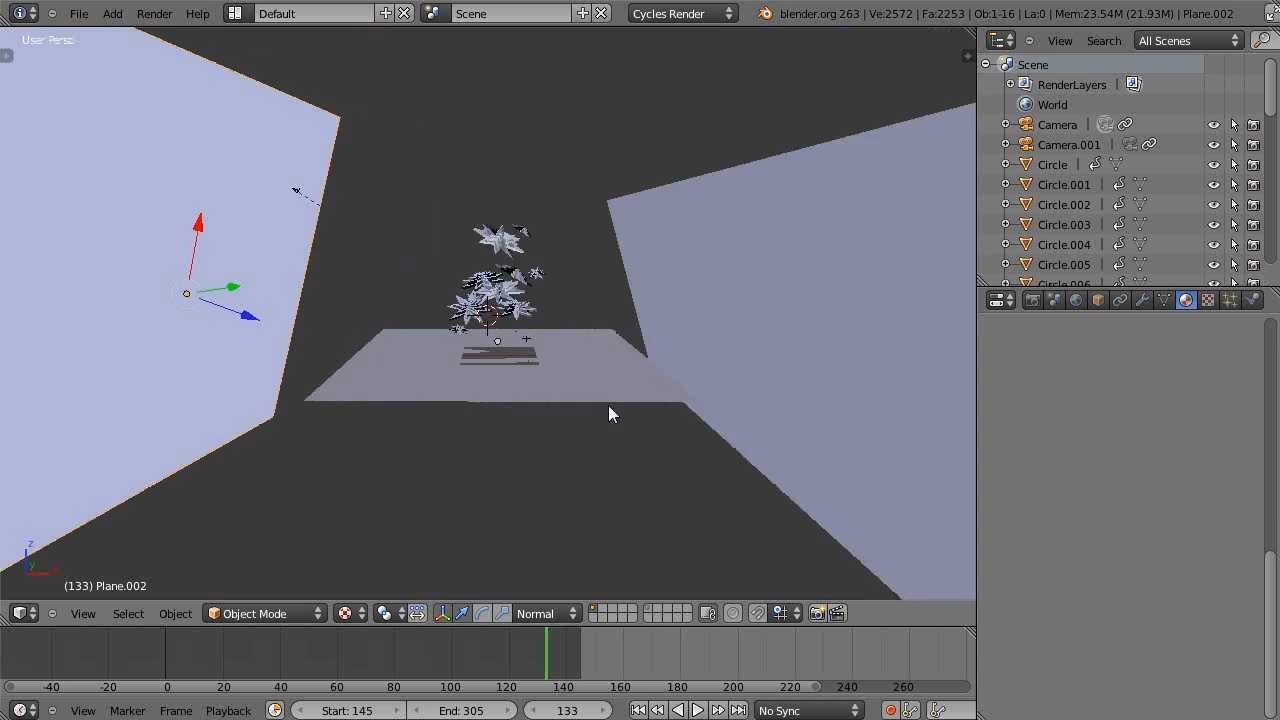 File Add Render Help Default Scene Cycles Render blender.org 263 | Ve:2572 | Fa:2253 | Ob:1-16 | La:0 | Mem:23.54M (21.93M) | Plane.002
User Persp
View Search All Scenes
Scene
RenderLayers |
World
Camera |
Camera.001 |
Circle |
Circle.001 |
Circle.002 |
Circle.003 |
Circle.004 |
Circle.005 |
Circle.006 |
z
y x
(133) Plane.002
View Select Object Object Mode Normal
-40 -20 0 20 40 60 80 100 120 140 160 180 200 220 240 260
View Marker Frame Playback Start: 145 End: 305 133 No Sync